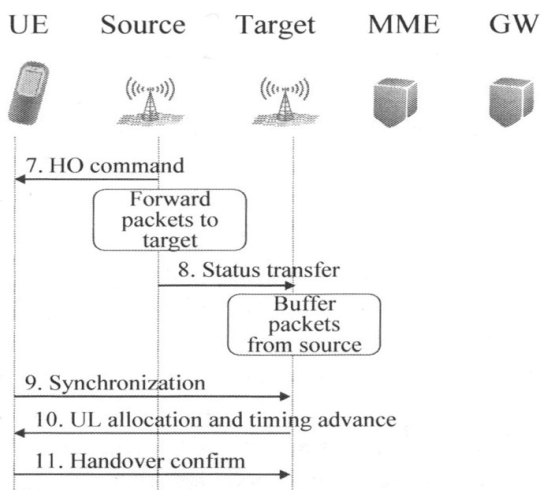 UE Source Target MME GW
7. HO command
Forward
packets to
target
8. Status transfer
Buffer
packets
from source
9. Synchronization
10. UL allocation and timing advance
11. Handover confirm